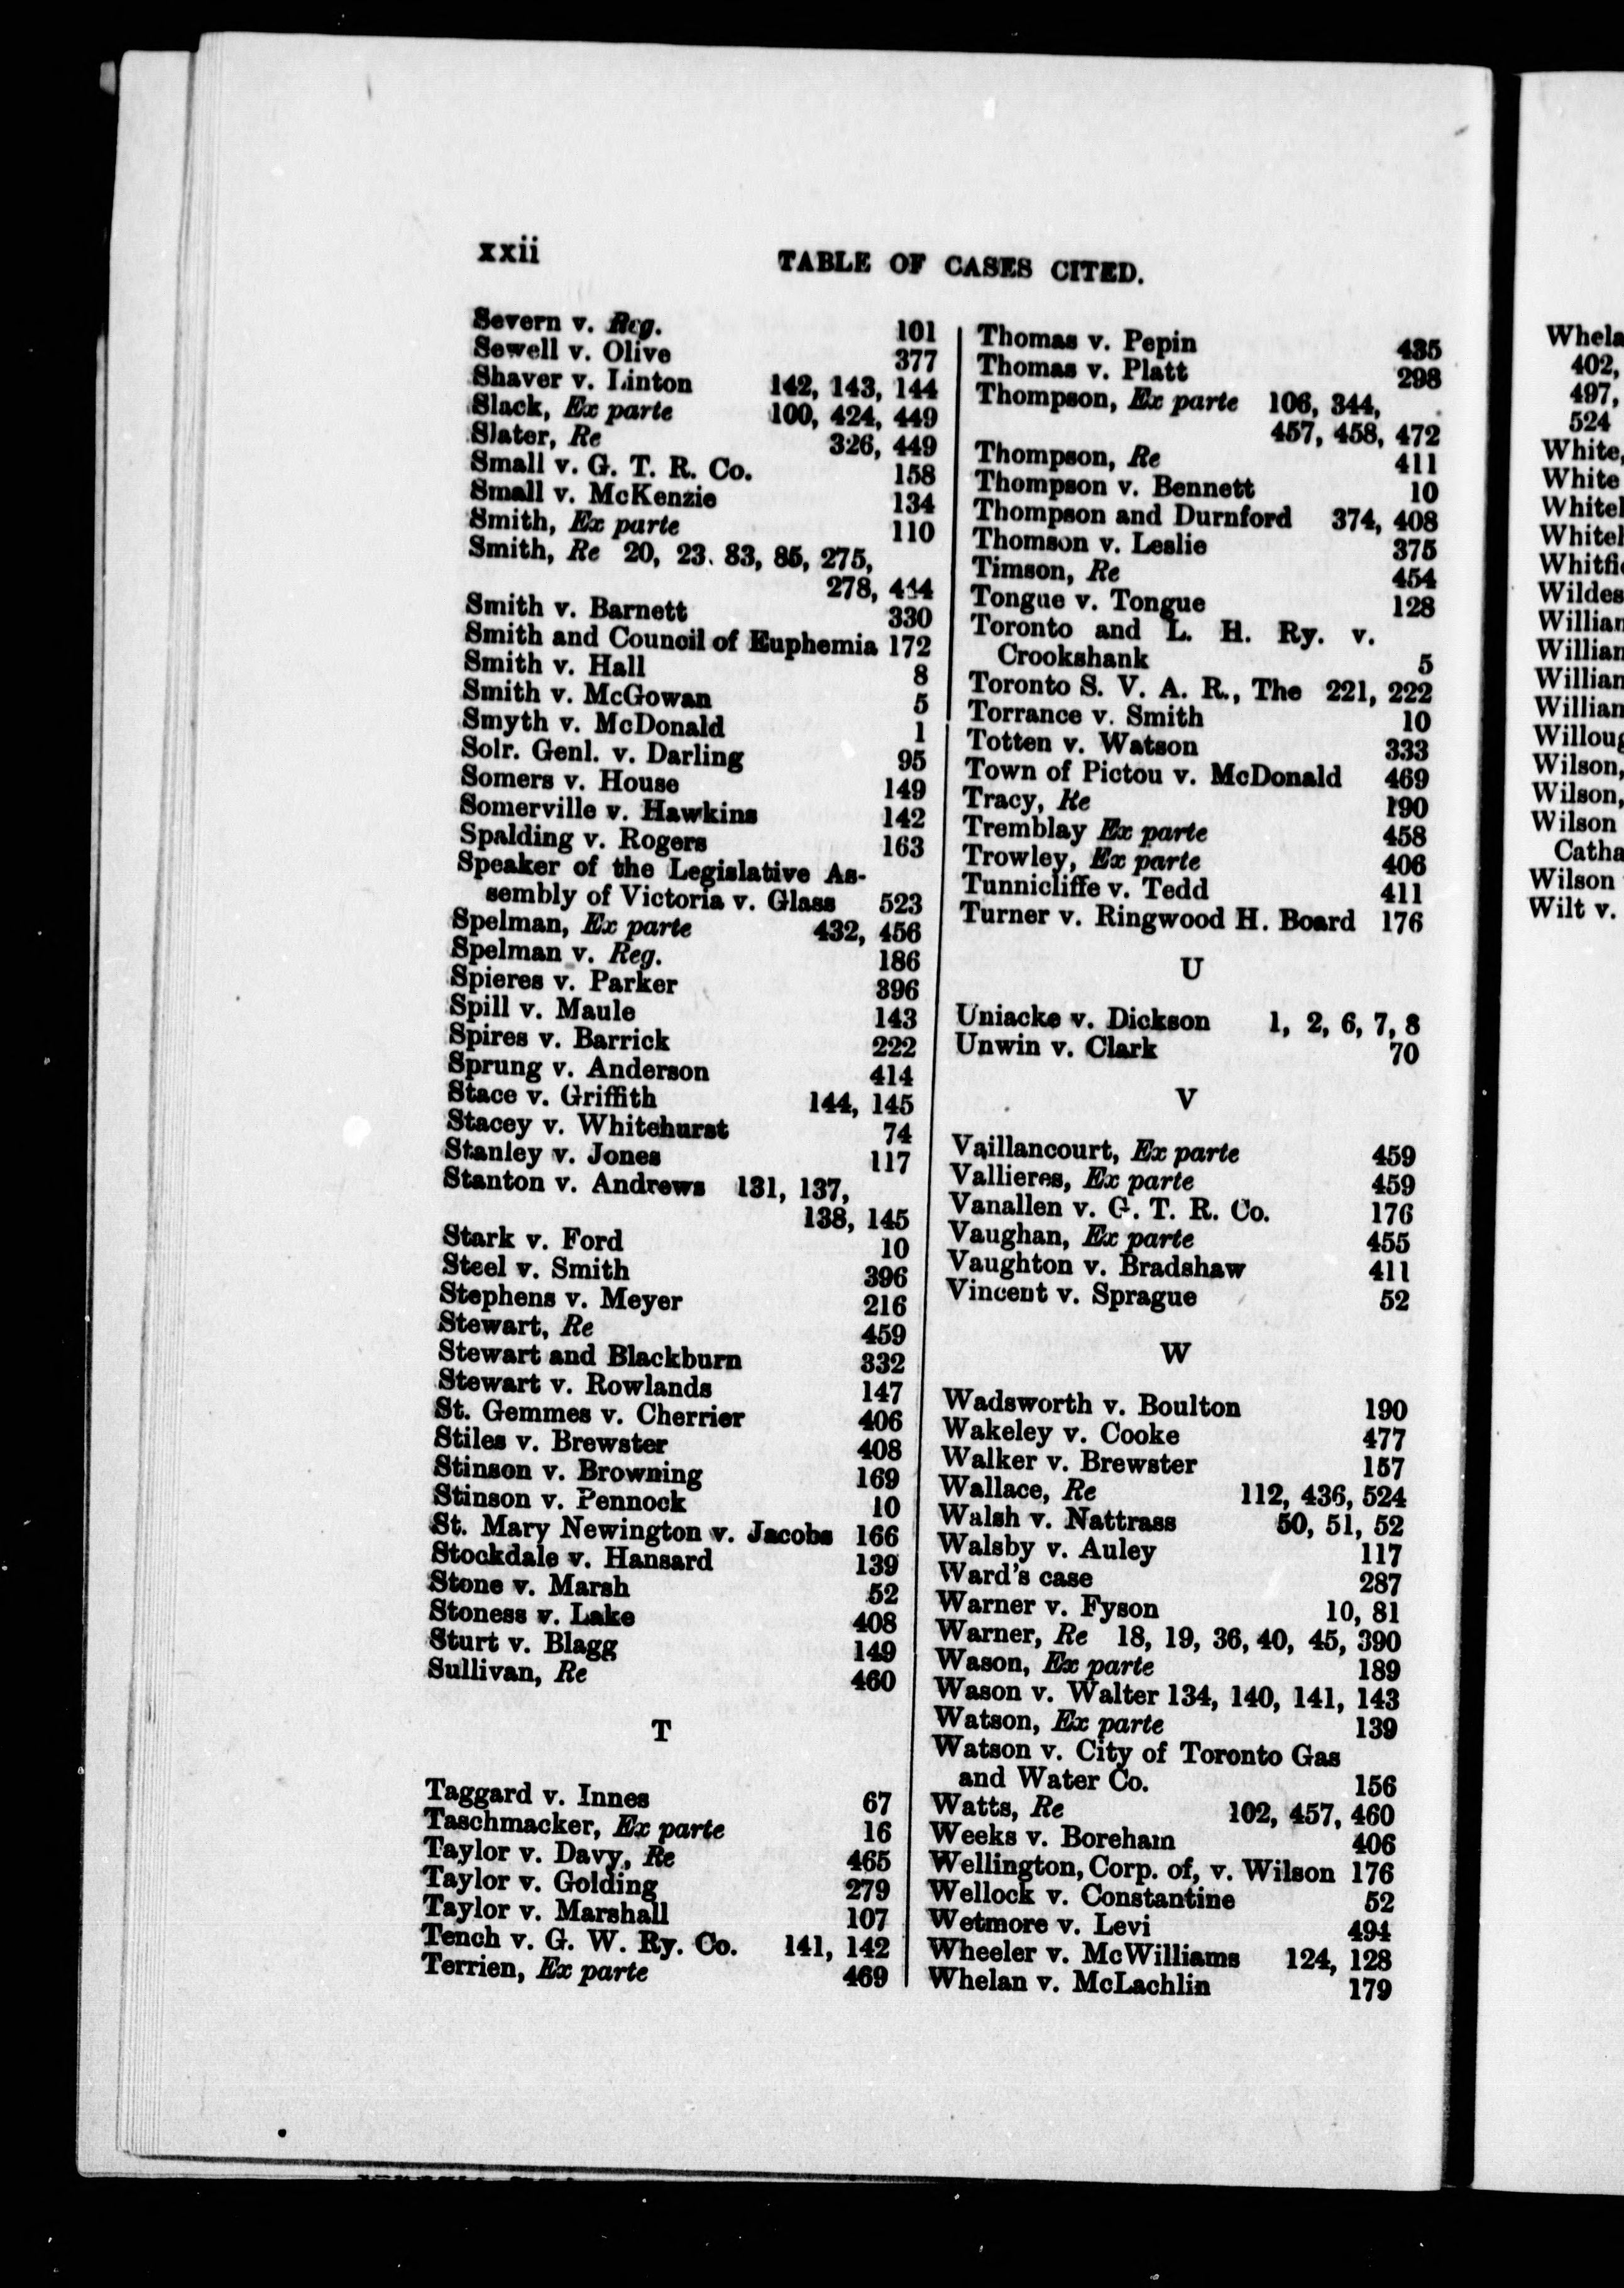 xxii
TABLE OF CASES CITED.
Severn v. Reg. 101
Sewell v. Olive 377
Shaver v. Linton 142, 143, 144
Slack, Ex parte 100, 424, 449
Slater, Re 326, 449
Small v. G. T. R. Co. 158
Small v. McKenzie 134
Smith, Ex parte 110
Smith, Re 20, 23, 83, 85, 275,
278,
Smith v. Barnett 330
Smith and Council of Euphemia 172
Smith v. Hall 8
Smith v. McGowan 5
Smyth v. McDonald 1
Solr. Genl. v. Darling 95
Somers v. House 149
Somerville v. Hawkins 142
Spalding v. Rogers 163
Speaker of the Legislative As-
sembly of Victoria v. Glass 523
Spelman, Ex parte 432, 456
Spelman v. Reg. 186
Spieres v. Parker 396
Spill v. Maule 143
Spires v. Barrick 222
Sprung v. Anderson 414
Stace v. Griffith 144, 145
Stacey v. Whitehurst 74
Stanley v. Jones 117
Stanton v. Andrews 131, 137,
138, 145
Stark v. Ford 10
Steel v. Smith 396
Stephens v. Meyer 216
Stewart, Re 459
Stewart and Blackburn 332
Stewart v. Rowlands 147
St. Gemmes v. Cherrier 406
Stiles v. Brewster 408
Stinson v. Browning 169
Stinson v. Pennock 10
St. Mary Newington v. Jacobs 166
Stockdale v. Hansard 139
Stone v. Marsh 52
Stoness v. Lake 408
Sturt v. Blagg 149
Sullivan, Re 460
T
Taggard v. Innes 67
Taschmacker, Ex parte 16
Taylor v. Davy, Re 465
Taylor v. Golding 279
Taylor v. Marshall 107
Tench v. G. W. Ry. Co. 141, 142
Terrien, Ex parte 469
Thomas v. Pepin 435
Thomas v. Platt 298
Thompson, Ex parte 106, 344,
457, 458, 472
Thompson, Re 411
Thompson v. Bennett 10
Thompson and Durnford 374, 408
Thomson v. Leslie 375
Timson, Re 454
Tongue v. Tongue 128
Toronto and L. H. Ry. v.
Crookshank 5
Toronto S. V. A. R., The 221, 222
Torrance v. Smith 10
Totten v. Watson 333
Town of Pictou v. McDonald 469
Tracy, Re 190
Tremblay Ex parte 458
Trowley, Ex parte 406
Tunnicliffe v. Tedd 411
Turner v. Ringwood H. Board 176
U
Uniacke v. Dickson 1, 2, 6, 7, 8
Unwin v. Clark 70
V
Vaillancourt, Ex parte 459
Vallieres, Ex parte 459
Vanallen v. G. T. R. Co. 176
Vaughan, Ex parte 455
Vaughton v. Bradshaw 411
Vincent v. Sprague 52
W
Wadsworth v. Boulton 190
Wakeley v. Cooke 477
Walker v. Brewster 157
Wallace, Re 112, 436, 524
Walsh v. Nattrass 50, 51, 52
Walsby v. Auley 117
Ward's case 287
Warner v. Fyson 10, 81
Warner, Re 18, 19, 36, 40, 45, 390
Wason, Ex parte 189
Wason v. Walter 134, 140, 141, 143
Watson, Ex parte 139
Watson v. City of Toronto Gas
and Water Co. 156
Watts, Re 102, 457, 460
Weeks v. Boreham 406
Wellington, Corp. of, v. Wilson 176
Wellock v. Constantine 52
Wetmore v. Levi 494
Wheeler v. McWilliams 124, 128
Whelan v. McLachlin 179
Whela
402,
497,
524
White,
White
Whitel
Whitel
Whitfi
Wildes
Willian
Willian
Willian
Willian
Willoug
Wilson,
Wilson,
Wilson
Catha
Wilson
Wilt v.